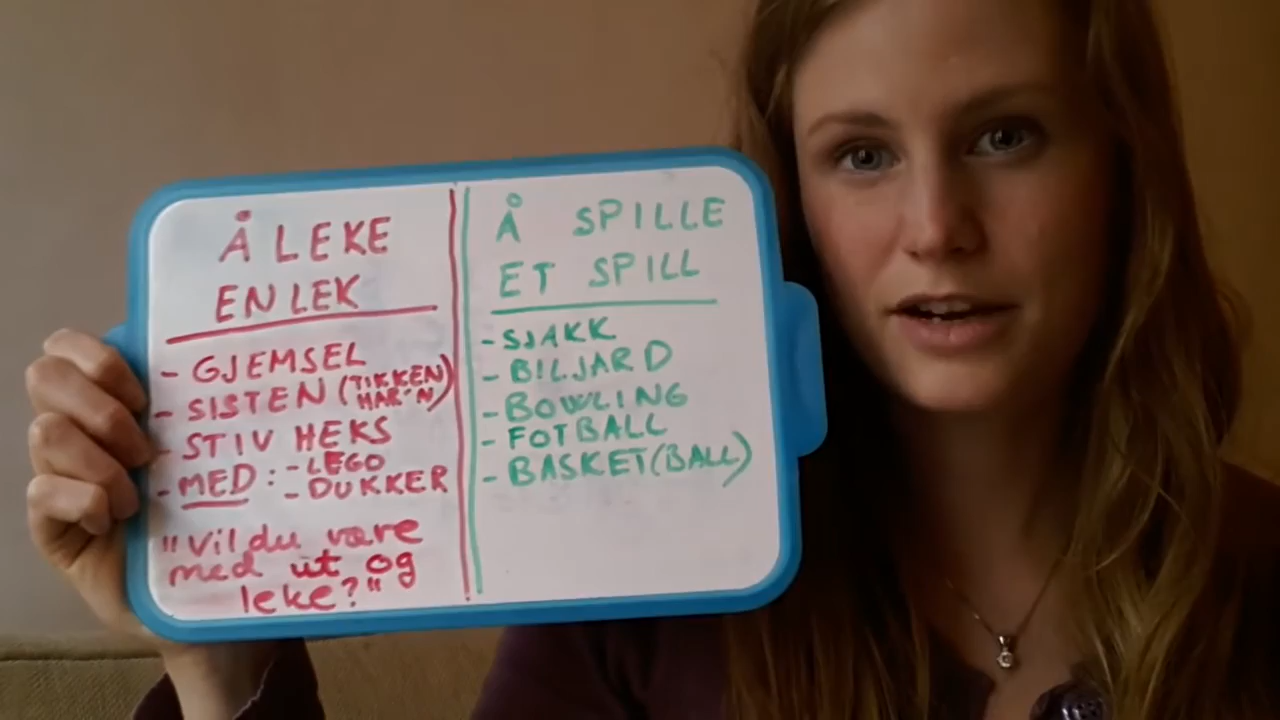 Å LEKE
EN LEK
- GJEMSEL
- SISTEN (TIKKEN HAR'N)
- STIV HEKS
- MED: - LEGO
- DUKKER
"Vil du være
med ut og
leke?"
Å SPILLE
ET SPILL
- SJAKK
- BILJARD
- BOWLING
- FOTBALL
- BASKET(BALL)